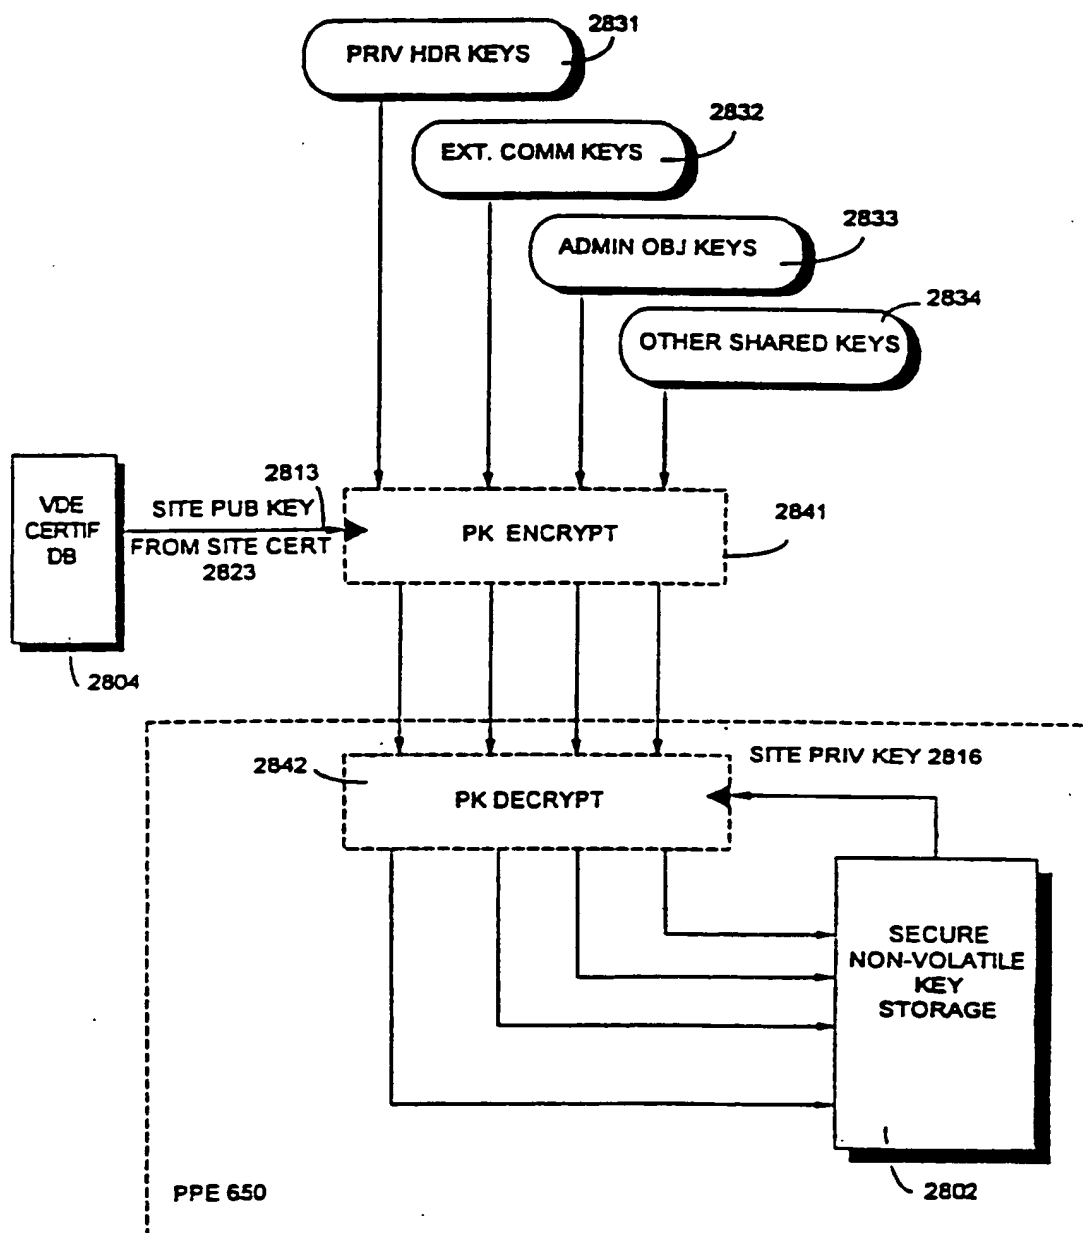 2831
PRIV HDR KEYS
2832
EXT. COMM KEYS
2833
ADMIN OBJ KEYS
2834
OTHER SHARED KEYS
2813
VDE
CERTIF
DB
SITE PUB KEY
FROM SITE CERT
2823
PK ENCRYPT
2841
2804
2842
PK DECRYPT
SITE PRIV KEY 2816
SECURE
NON-VOLATILE
KEY
STORAGE
2802
PPE 650